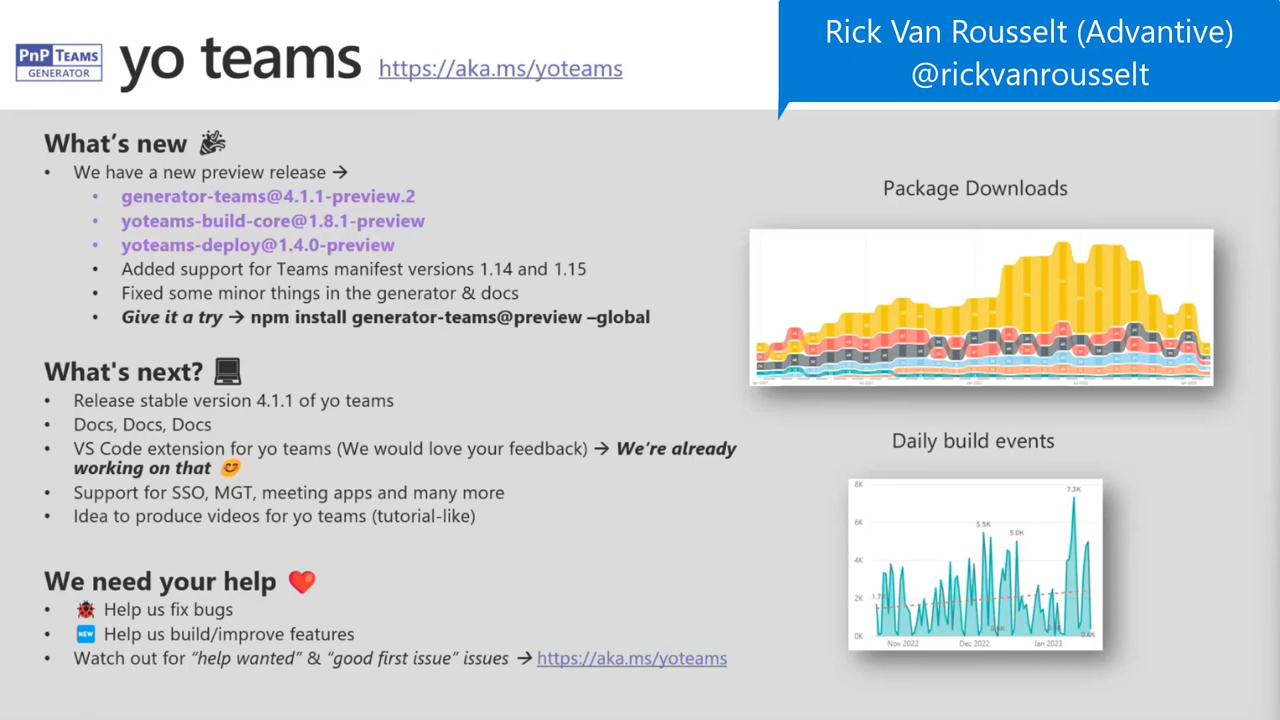 PnP TEAMS
GENERATOR
yo teams
https://aka.ms/yoteams
Rick Van Rousselt (Advantive)
@rickvanrousselt
What's new
• We have a new preview release →
• generator-teams@4.1.1-preview.2
• yoteams-build-core@1.8.1-preview
• yoteams-deploy@1.4.0-preview
• Added support for Teams manifest versions 1.14 and 1.15
• Fixed some minor things in the generator & docs
• Give it a try → npm install generator-teams@preview –global
What's next?
• Release stable version 4.1.1 of yo teams
• Docs, Docs, Docs
• VS Code extension for yo teams (We would love your feedback) → We're already
working on that
• Support for SSO, MGT, meeting apps and many more
• Idea to produce videos for yo teams (tutorial-like)
We need your help
• Help us fix bugs
• NEW Help us build/improve features
• Watch out for "help wanted" & "good first issue" issues → https://aka.ms/yoteams
Package Downloads
Daily build events
8K
7.3K
6K
5.5K
5.0K
4K
2K
0K
Nov 2022
Dec 2022
Jan 2023